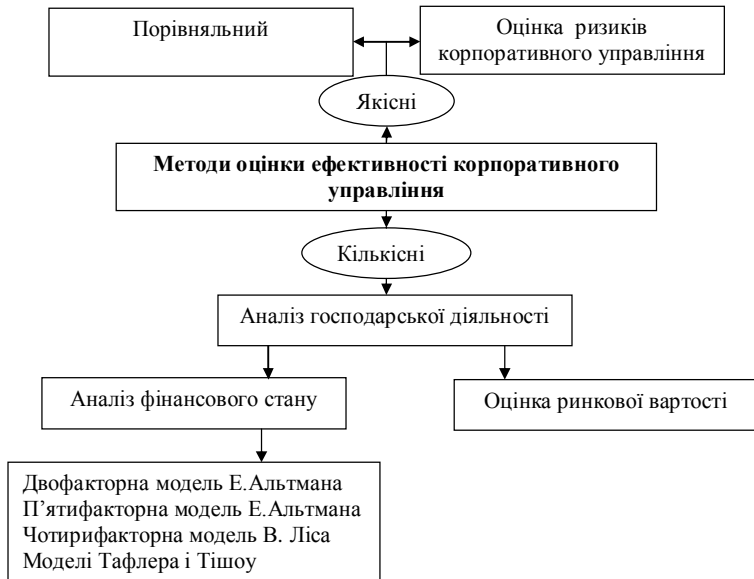 Порівняльний
Оцінка ризиків
корпоративного управління
Якісні
Методи оцінки ефективності корпоративного
управління
Кількісні
Аналіз господарської діяльності
Аналіз фінансового стану
Оцінка ринкової вартості
Двофакторна модель Е.Альтмана
П’ятифакторна модель Е.Альтмана
Чотирифакторна модель В. Ліса
Моделі Тафлера і Тішоу